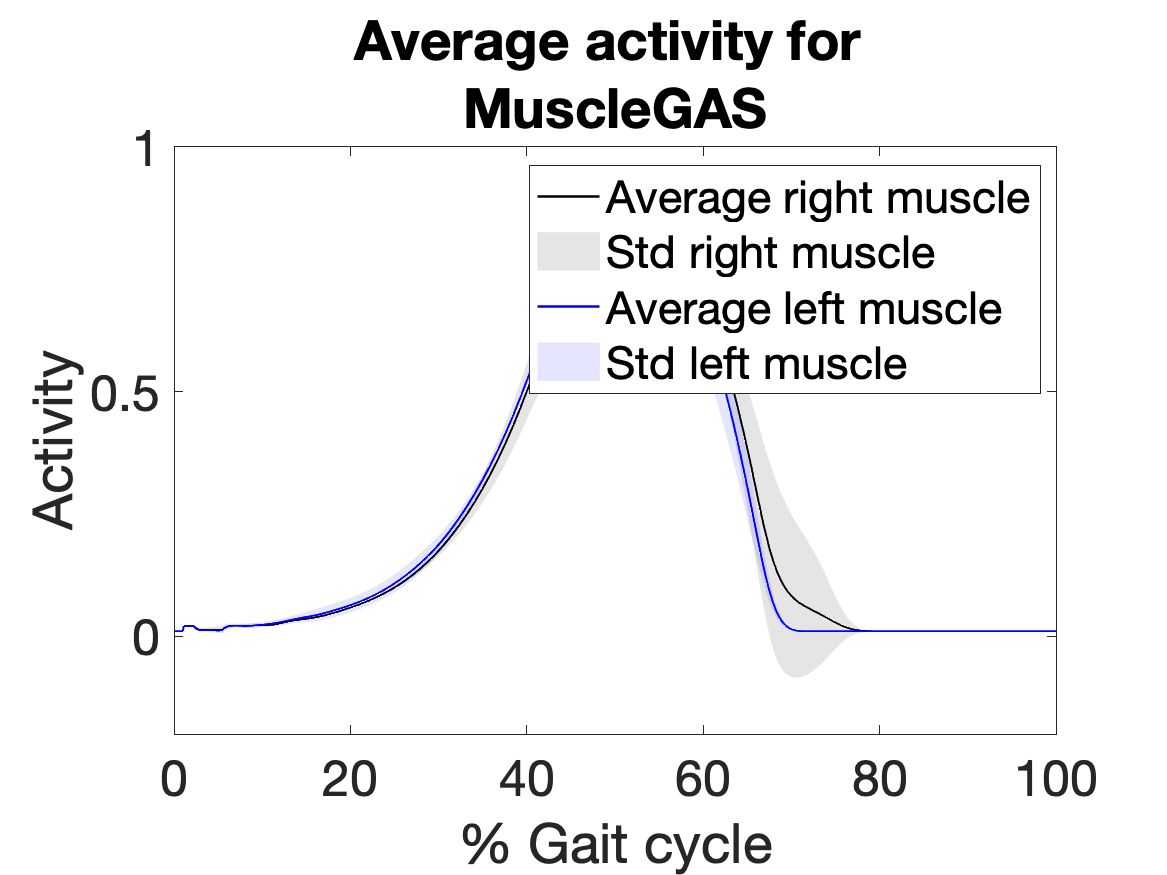 Average activity for
MuscleGAS
1
0.5
0
Activity
Average right muscle
Std right muscle
Average left muscle
Std left muscle
0 20 40 60 80 100
% Gait cycle